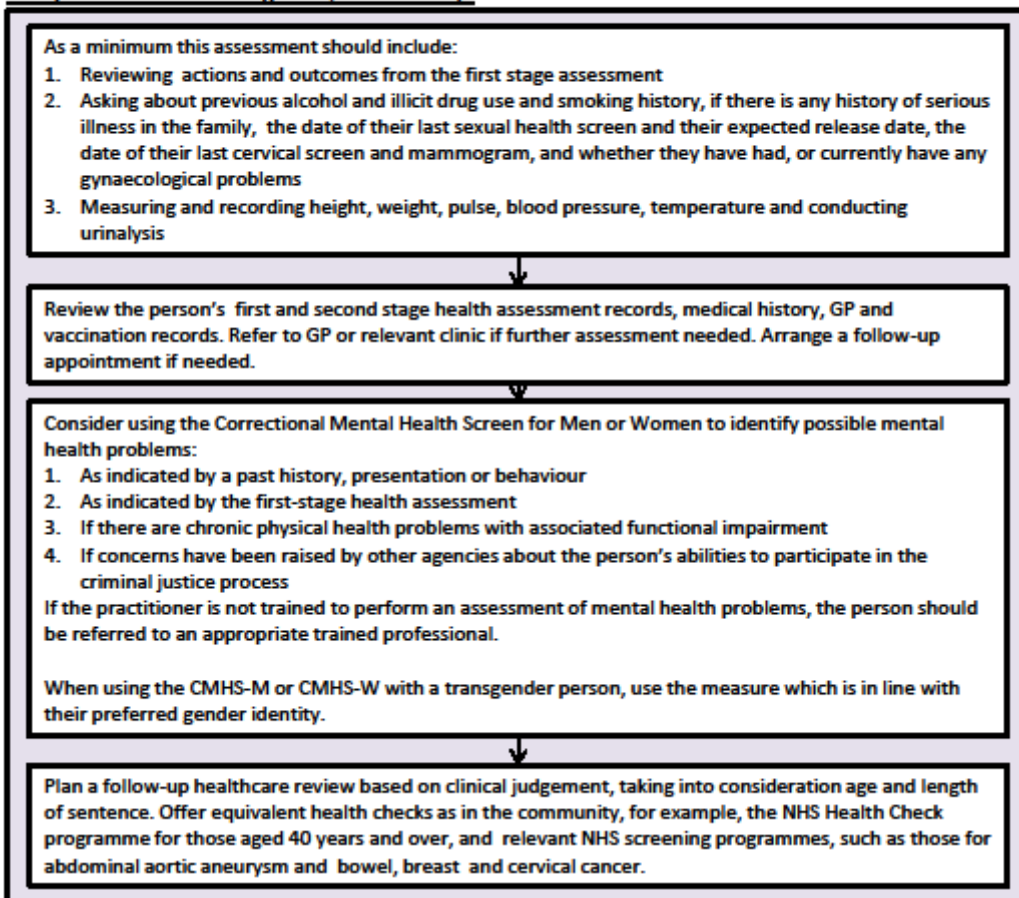 As a minimum this assessment should include:
1. Reviewing actions and outcomes from the first stage assessment
2. Asking about previous alcohol and illicit drug use and smoking history, if there is any history of serious
illness in the family, the date of their last sexual health screen and their expected release date, the
date of their last cervical screen and mammogram, and whether they have had, or currently have any
gynaecological problems
3. Measuring and recording height, weight, pulse, blood pressure, temperature and conducting
urinalysis
Review the person's first and second stage health assessment records, medical history, GP and
vaccination records. Refer to GP or relevant clinic if further assessment needed. Arrange a follow-up
appointment if needed.
Consider using the Correctional Mental Health Screen for Men or Women to identify possible mental
health problems:
1. As indicated by a past history, presentation or behaviour
2. As indicated by the first-stage health assessment
3. If there are chronic physical health problems with associated functional impairment
4. If concerns have been raised by other agencies about the person's abilities to participate in the
criminal justice process
If the practitioner is not trained to perform an assessment of mental health problems, the person should
be referred to an appropriate trained professional.
When using the CMHS-M or CMHS-W with a transgender person, use the measure which is in line with
their preferred gender identity.
Plan a follow-up healthcare review based on clinical judgement, taking into consideration age and length
of sentence. Offer equivalent health checks as in the community, for example, the NHS Health Check
programme for those aged 40 years and over, and relevant NHS screening programmes, such as those for
abdominal aortic aneurysm and bowel, breast and cervical cancer.